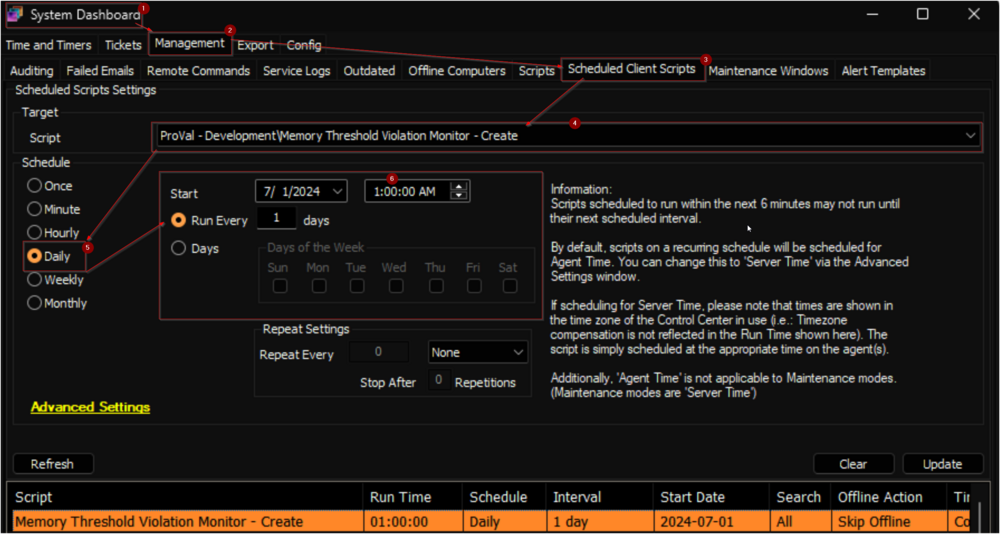 System Dashboard 1
2
Time and Timers Tickets Management Export Config
3
Auditing Failed Emails Remote Commands Service Logs Outdated Offline Computers Scripts Scheduled Client Scripts Maintenance Windows Alert Templates
Scheduled Scripts Settings
Target
4
Script ProVal - Development\Memory Threshold Violation Monitor - Create
Schedule
Once
Minute
Hourly
Daily 5
Weekly
Monthly
6
Start 7/ 1/2024 1:00:00 AM
Run Every 1 days
Days
Days of the Week
Sun Mon Tue Wed Thu Fri Sat
Repeat Settings
Repeat Every 0 None
Stop After 0 Repetitions
Information:
Scripts scheduled to run within the next 6 minutes may not run until
their next scheduled interval.
By default, scripts on a recurring schedule will be scheduled for
Agent Time. You can change this to 'Server Time' via the Advanced
Settings window.
If scheduling for Server Time, please note that times are shown in
the time zone of the Control Center in use (i.e.: Timezone
compensation is not reflected in the Run Time shown here). The
script is simply scheduled at the appropriate time on the agent(s).
Additionally, 'Agent Time' is not applicable to Maintenance modes.
(Maintenance modes are 'Server Time')
Advanced Settings
Refresh Clear Update
Script Run Time Schedule Interval Start Date Search Offline Action
Memory Threshold Violation Monitor - Create 01:00:00 Daily 1 day 2024-07-01 All Skip Offline